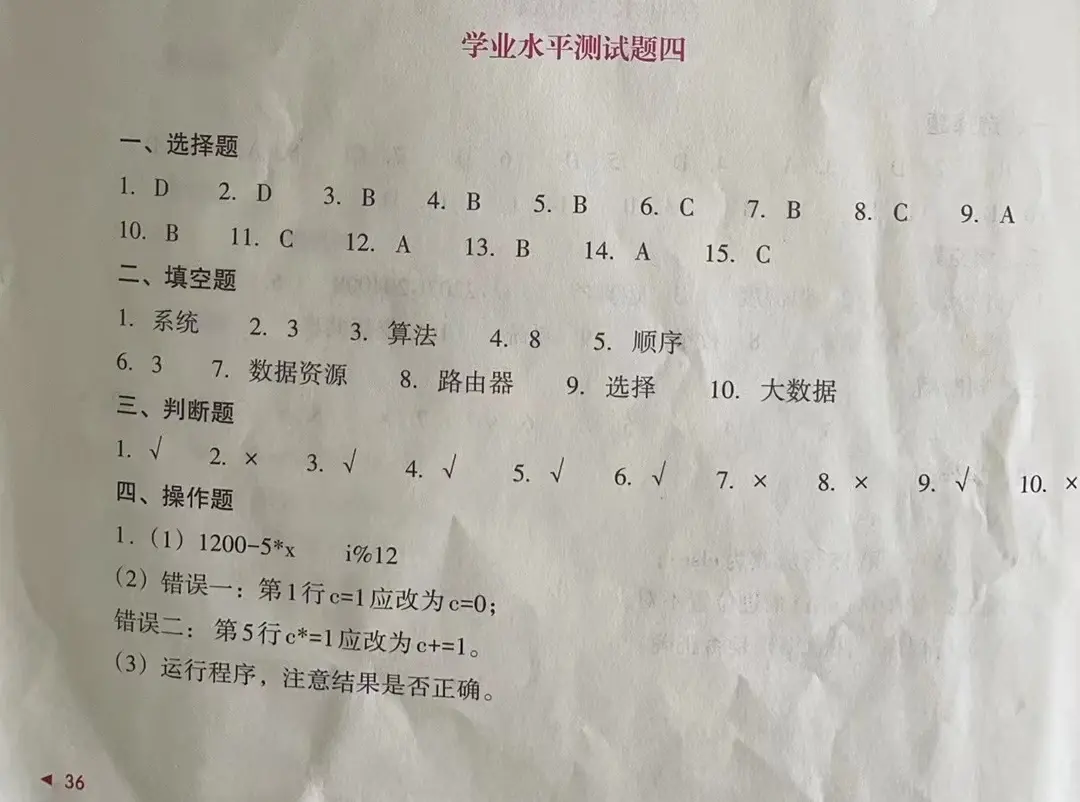 学业水平测试题四
一、选择题
1. D 2. D 3. B 4. B 5. B 6. C 7. B 8. C 9. A
10. B 11. C 12. A 13. B 14. A 15. C
二、填空题
1. 系统 2. 3 3. 算法 4. 8 5. 顺序
6. 3 7. 数据资源 8. 路由器 9. 选择 10. 大数据
三、判断题
1. √ 2. × 3. √ 4. √ 5. √ 6. √ 7. × 8. × 9. √ 10. ×
四、操作题
1.（1）1200-5*x i%12
（2）错误一：第1行c=1应改为c=0；
错误二：第5行c*=1应改为c+=1。
（3）运行程序，注意结果是否正确。
◄ 36